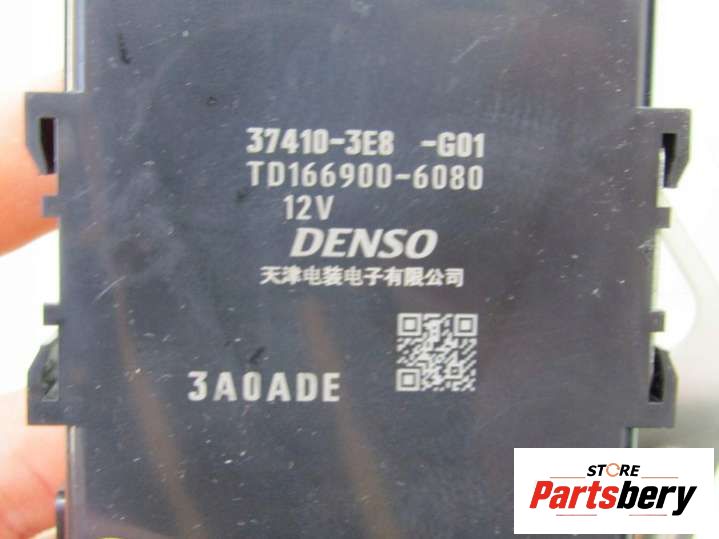 37410-3E8 -G01
TD166900-6080
12V
DENSO
天津电装电子有限公司
3A0ADE
STORE
Partsbery